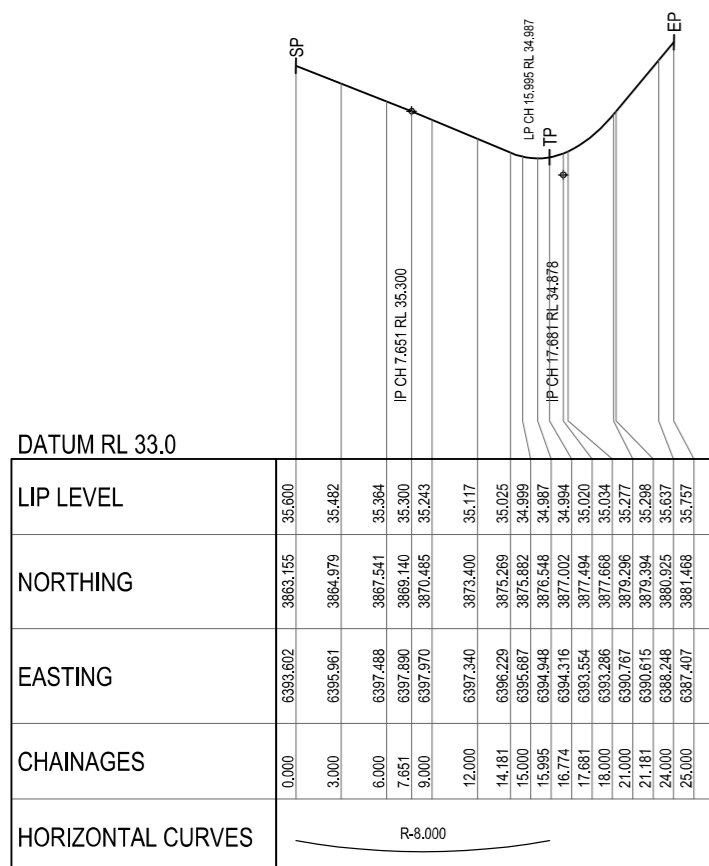 SP
EP
LP CH 15.995 RL 34.987
TP
IP CH 7.651 RL 35.300
IP CH 17.681 RL 34.878
DATUM RL 33.0
LIP LEVEL 35.600 35.482 35.364 35.300 35.243 35.117 35.025 34.999 34.987 34.994 35.020 35.034 35.277 35.298 35.637 35.757
NORTHING 3863.155 3864.979 3867.541 3869.140 3870.485 3873.400 3875.269 3875.882 3876.548 3877.002 3877.494 3877.668 3879.296 3879.394 3880.925 3881.468
EASTING 6393.602 6395.961 6397.488 6397.890 6397.970 6397.340 6396.229 6395.687 6394.948 6394.316 6393.554 6393.286 6390.767 6390.615 6388.248 6387.407
CHAINAGES 0.000 3.000 6.000 7.651 9.000 12.000 14.181 15.000 15.995 16.774 17.681 18.000 21.000 21.181 24.000 25.000
HORIZONTAL CURVES R-8.000